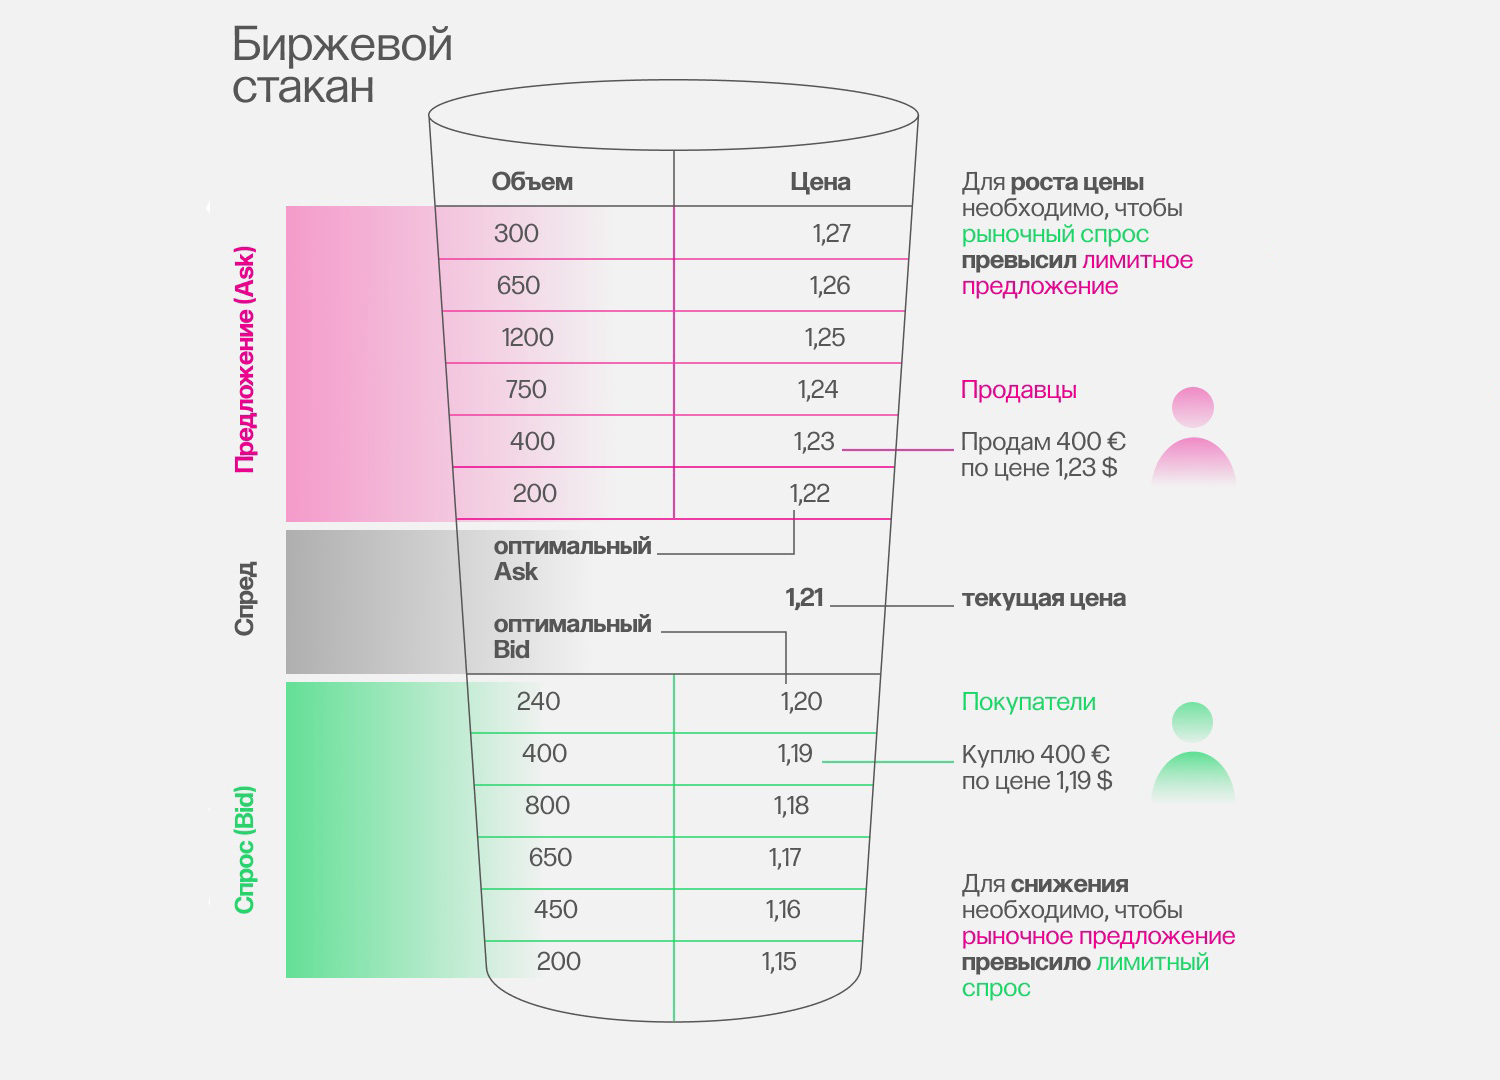 Биржевой
стакан
Объем Цена
Предложение (Ask)
300 1,27
650 1,26
1200 1,25
750 1,24
400 1,23
200 1,22
Спред
оптимальный
Ask
1,21 текущая цена
оптимальный
Bid
Спрос (Bid)
240 1,20
400 1,19
800 1,18
650 1,17
450 1,16
200 1,15
Для роста цены
необходимо, чтобы
рыночный спрос
превысил лимитное
предложение
Продавцы
Продам 400 €
по цене 1,23 $
Покупатели
Куплю 400 €
по цене 1,19 $
Для снижения
необходимо, чтобы
рыночное предложение
превысило лимитный
спрос